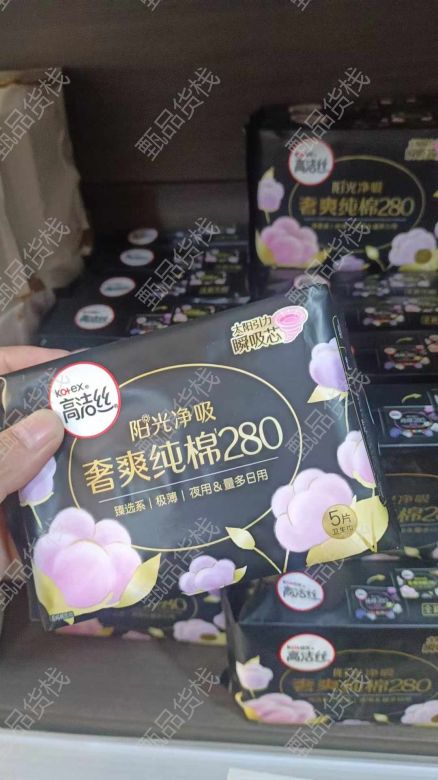 甄品货栈
kotex
高洁丝
阳光净吸
奢爽纯棉280
太阳引力
瞬吸芯
kotex®
高洁丝®
阳光净吸
奢爽纯棉280
臻选系 | 极薄 | 夜用&量多日用
5片
卫生巾
kotex
高洁丝
阳光净吸
奢爽纯棉280